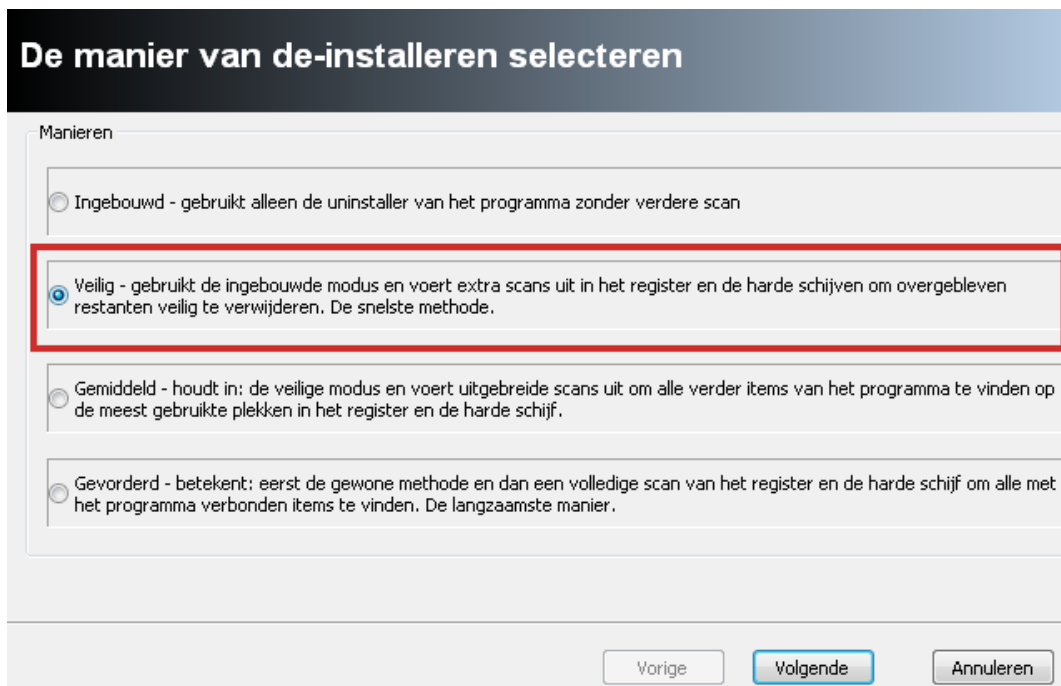 De manier van de-installeren selecteren
Manieren
Ingebouwd - gebruikt alleen de uninstaller van het programma zonder verdere scan
Veilig - gebruikt de ingebouwde modus en voert extra scans uit in het register en de harde schijven om overgebleven
restanten veilig te verwijderen. De snelste methode.
Gemiddeld - houdt in: de veilige modus en voert uitgebreide scans uit om alle verder items van het programma te vinden op
de meest gebruikte plekken in het register en de harde schijf.
Gevorderd - betekent: eerst de gewone methode en dan een volledige scan van het register en de harde schijf om alle met
het programma verbonden items te vinden. De langzaamste manier.
Vorige
Volgende
Annuleren